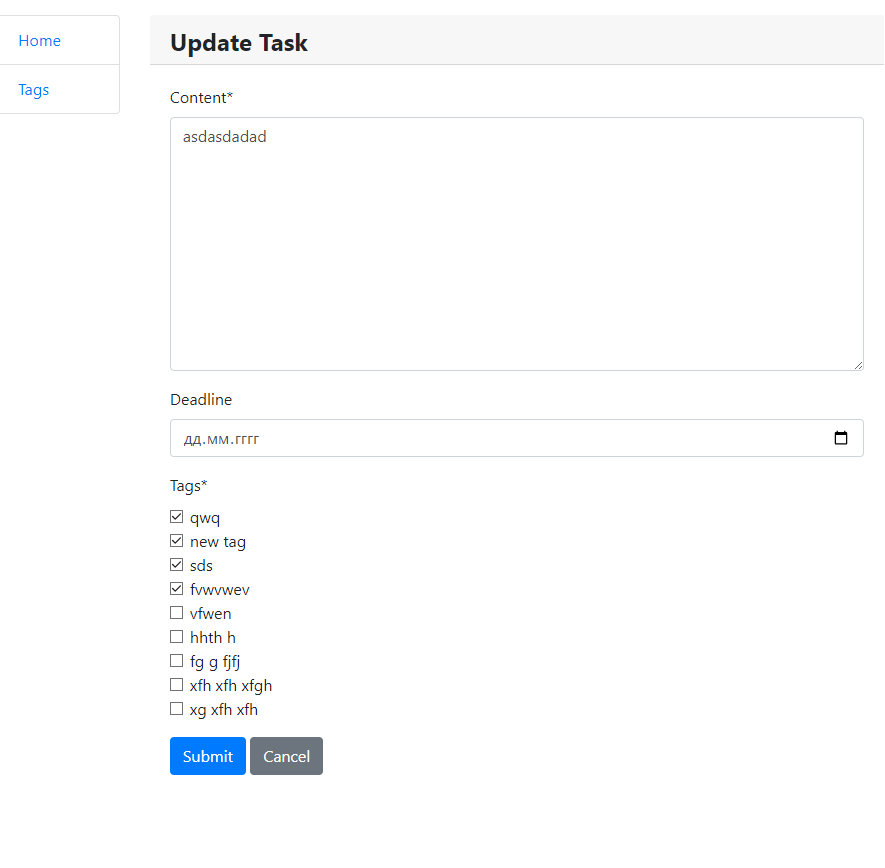 Home
Tags
Update Task
Content*
asdasdadad
Deadline
дд.мм.гггг
Tags*
qwq
new tag
sds
fvwvwev
vfwen
hhth h
fg g fjfj
xfh xfh xfgh
xg xfh xfh
Submit Cancel